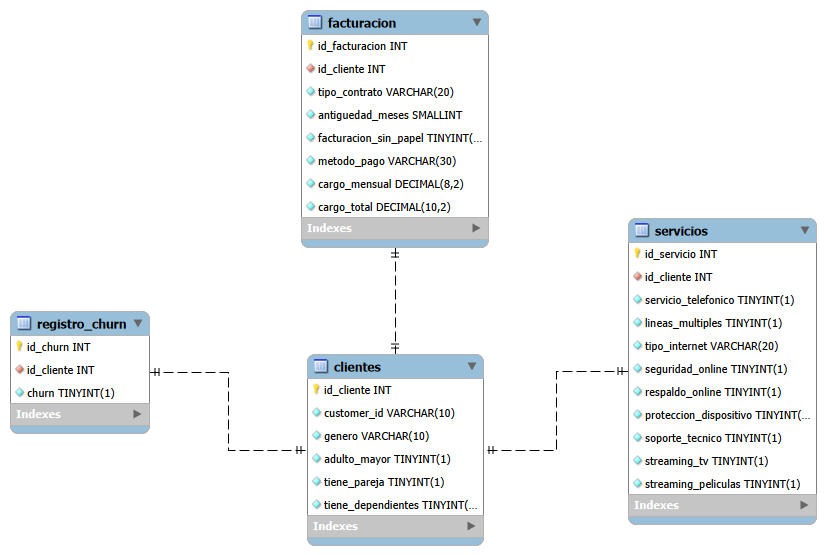 facturacion
id_facturacion INT
id_cliente INT
tipo_contrato VARCHAR(20)
antiguedad_meses SMALLINT
facturacion_sin_papel TINYINT(...
metodo_pago VARCHAR(30)
cargo_mensual DECIMAL(8,2)
cargo_total DECIMAL(10,2)
Indexes
servicios
id_servicio INT
id_cliente INT
servicio_telefonico TINYINT(1)
lineas_multiples TINYINT(1)
tipo_internet VARCHAR(20)
seguridad_online TINYINT(1)
respaldo_online TINYINT(1)
proteccion_dispositivo TINYINT(...
soporte_tecnico TINYINT(1)
streaming_tv TINYINT(1)
streaming_peliculas TINYINT(1)
Indexes
registro_churn
id_churn INT
id_cliente INT
churn TINYINT(1)
Indexes
clientes
id_cliente INT
customer_id VARCHAR(10)
genero VARCHAR(10)
adulto_mayor TINYINT(1)
tiene_pareja TINYINT(1)
tiene_dependientes TINYINT(...
Indexes